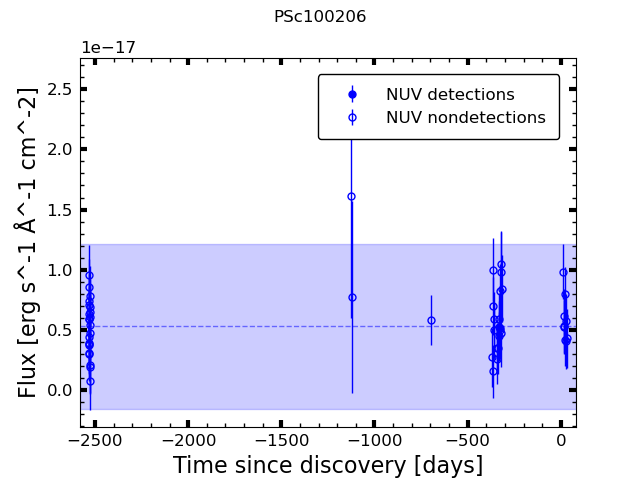 PSc100206
1e−17
NUV detections
NUV nondetections
2.5
2.0
1.5
1.0
0.5
0.0
Flux [erg s^-1 Å^-1 cm^-2]
−2500 −2000 −1500 −1000 −500 0
Time since discovery [days]